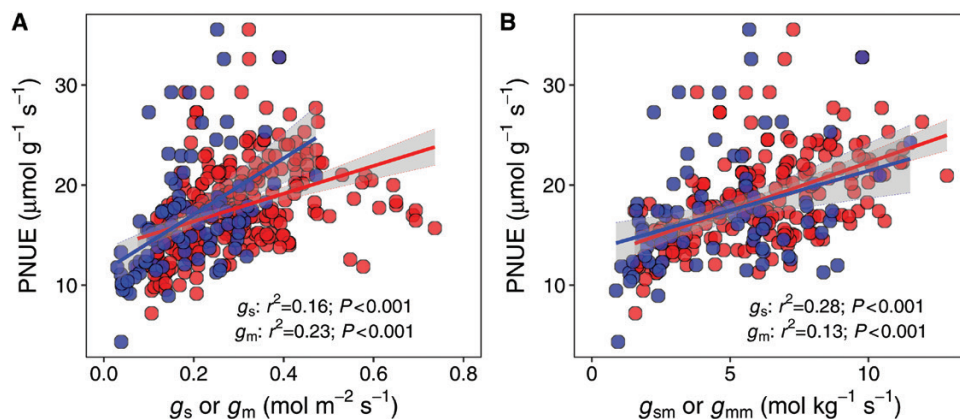 A
PNUE (µmol g⁻¹ s⁻¹)
30
20
10
gₛ: r²=0.16; P<0.001
gₘ: r²=0.23; P<0.001
0.0 0.2 0.4 0.6 0.8
gₛ or gₘ (mol m⁻² s⁻¹)
B
PNUE (µmol g⁻¹ s⁻¹)
30
20
10
gₛ: r²=0.28; P<0.001
gₘ: r²=0.13; P<0.001
0 5 10
gₛₘ or gₘₘ (mol kg⁻¹ s⁻¹)